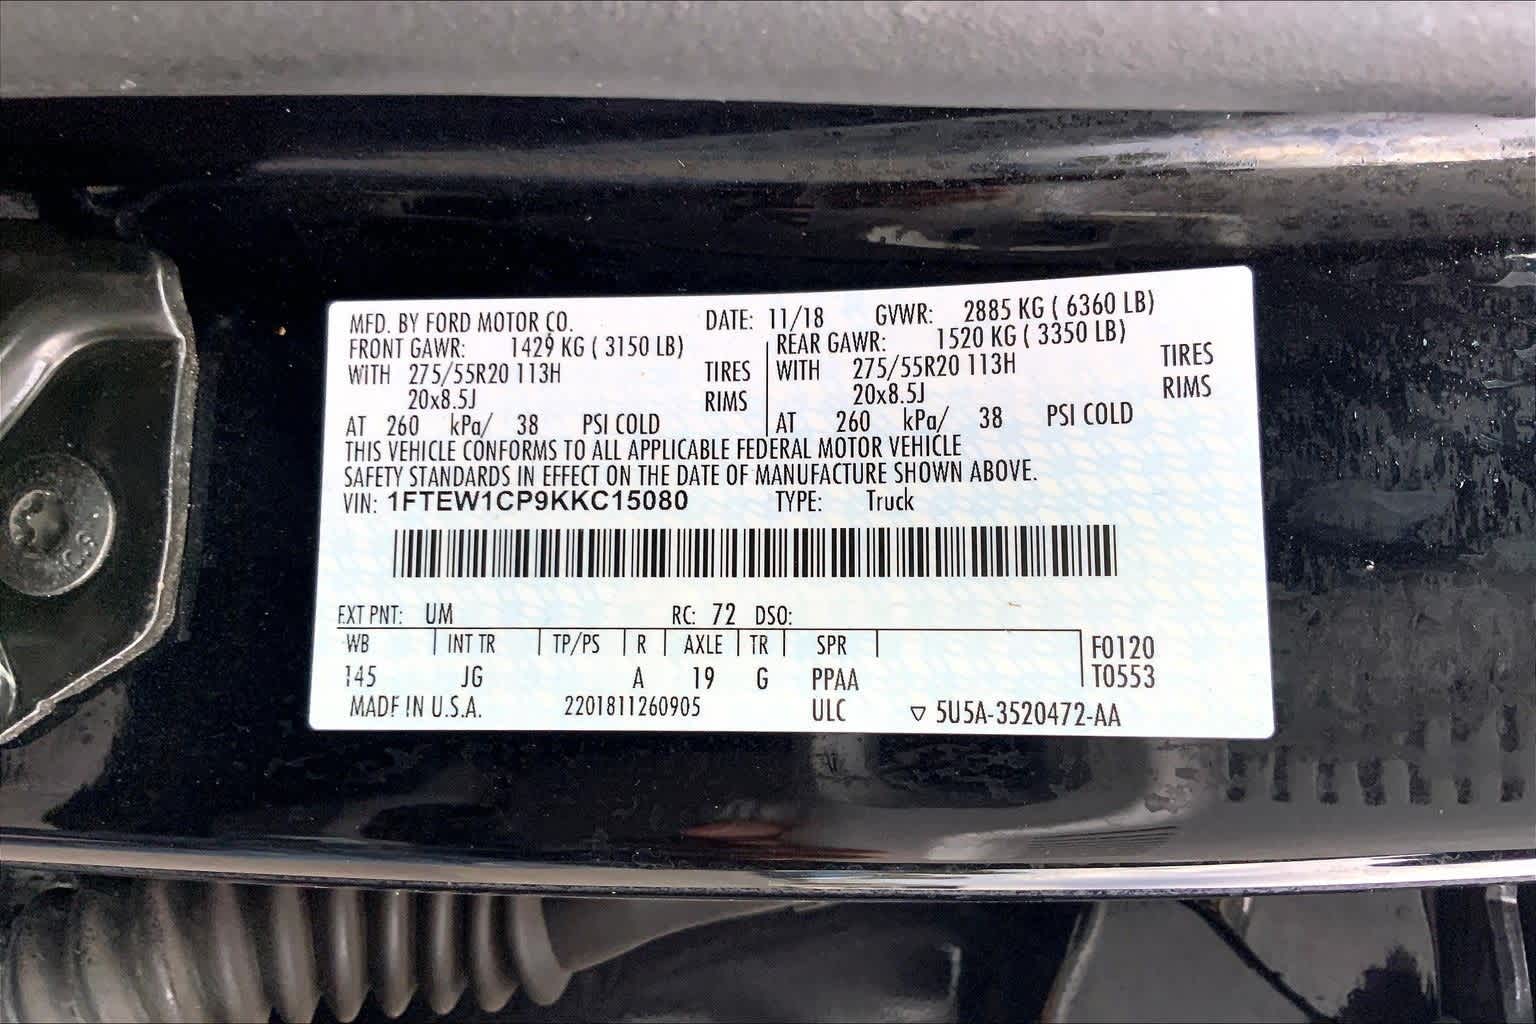 MFD. BY FORD MOTOR CO. DATE: 11/18 GVWR: 2885 KG ( 6360 LB)
FRONT GAWR: 1429 KG ( 3150 LB) REAR GAWR: 1520 KG ( 3350 LB)
WITH 275/55R20 113H TIRES WITH 275/55R20 113H TIRES
20x8.5J RIMS 20x8.5J RIMS
AT 260 kPa/ 38 PSI COLD AT 260 kPa/ 38 PSI COLD
THIS VEHICLE CONFORMS TO ALL APPLICABLE FEDERAL MOTOR VEHICLE
SAFETY STANDARDS IN EFFECT ON THE DATE OF MANUFACTURE SHOWN ABOVE.
VIN: 1FTEW1CP9KKC15080 TYPE: Truck
EXT PNT: UM RC: 72 DSO:
WB INT TR TP/PS R AXLE TR SPR F0120
145 JG A 19 G PPAA T0553
MADE IN U.S.A. 2201811260905 ULC ▽ 5U5A-3520472-AA